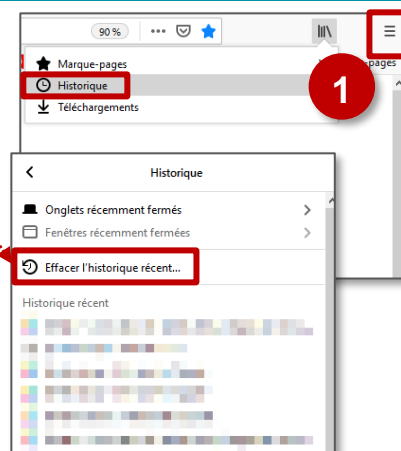 90 %
Marque-pages
-pages
Historique
Téléchargements
1
Historique
Onglets récemment fermés
Fenêtres récemment fermées
Effacer l'historique récent...
Historique récent